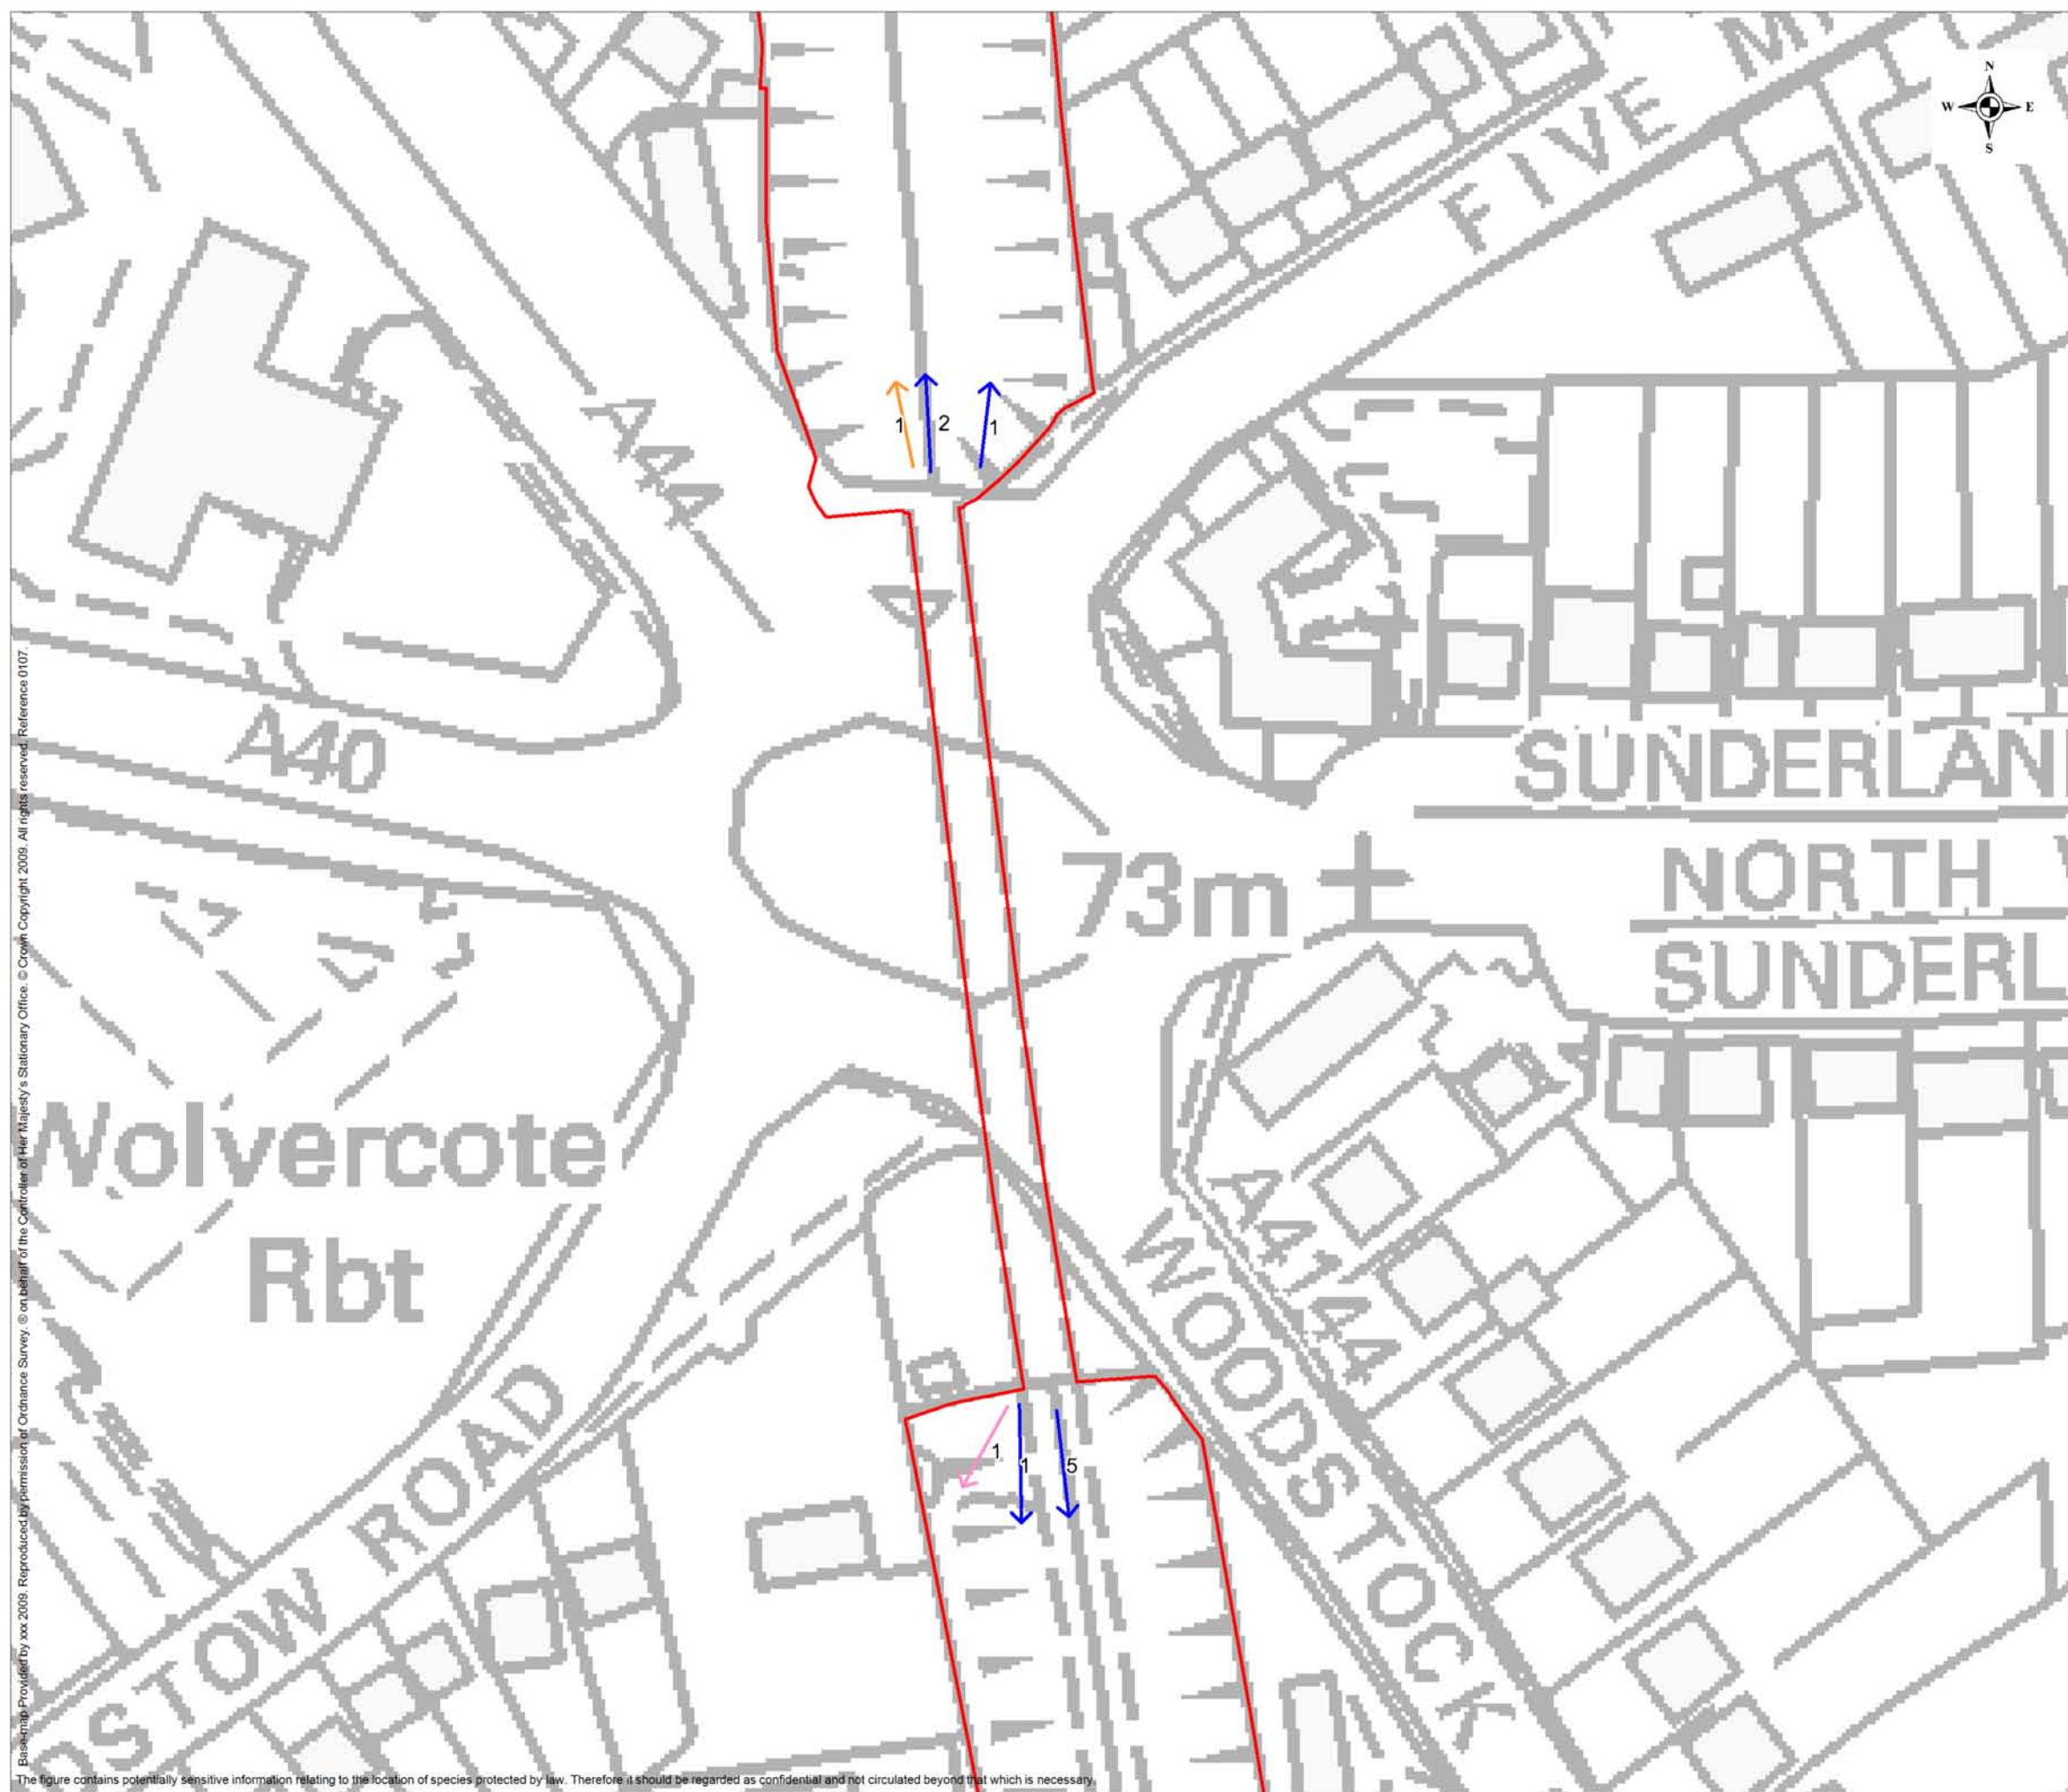 FIVE MI
N
W E
S
A44
1
2
1
A40
SUNDERLAN
73m
NORTH
SUNDERL
Wolvercote
Rbt
A4144
WOODSTOCK
1
1
5
DSTOW ROAD
Base-map Provided by xxx 2009. Reproduced by permission of Ordnance Survey. ® on behalf of the Controller of Her Majesty's Stationary Office. © Crown Copyright 2009. All rights reserved. Reference 0107.
The figure contains potentially sensitive information relating to the location of species protected by law. Therefore it should be regarded as confidential and not circulated beyond that which is necessary.